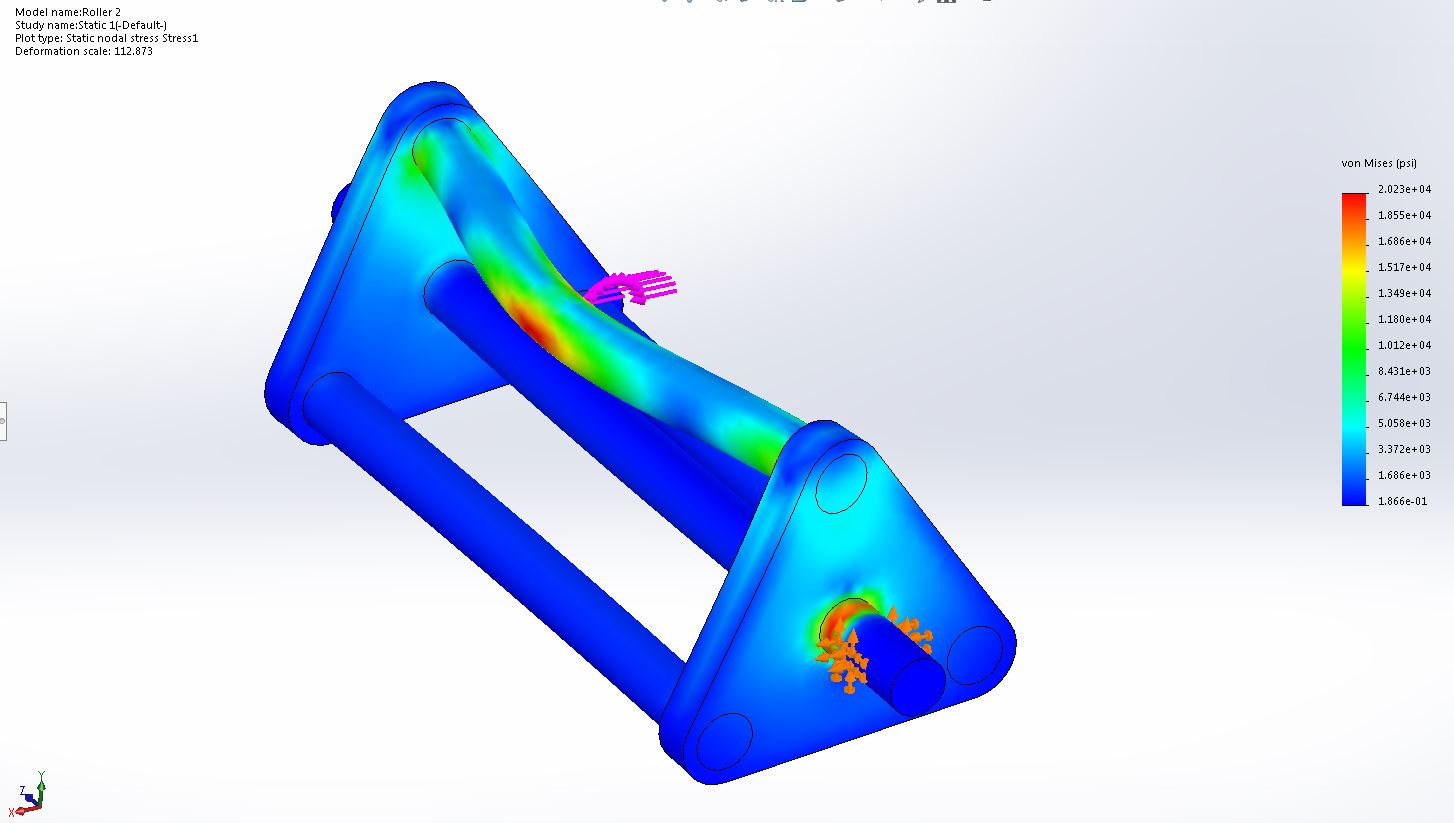 Model name:Roller 2
Study name:Static 1(-Default-)
Plot type: Static nodal stress Stress1
Deformation scale: 112.873
von Mises (psi)
2.023e+04
1.855e+04
1.686e+04
1.517e+04
1.349e+04
1.180e+04
1.012e+04
8.431e+03
6.744e+03
5.058e+03
3.372e+03
1.686e+03
1.866e-01
Y
Z
X